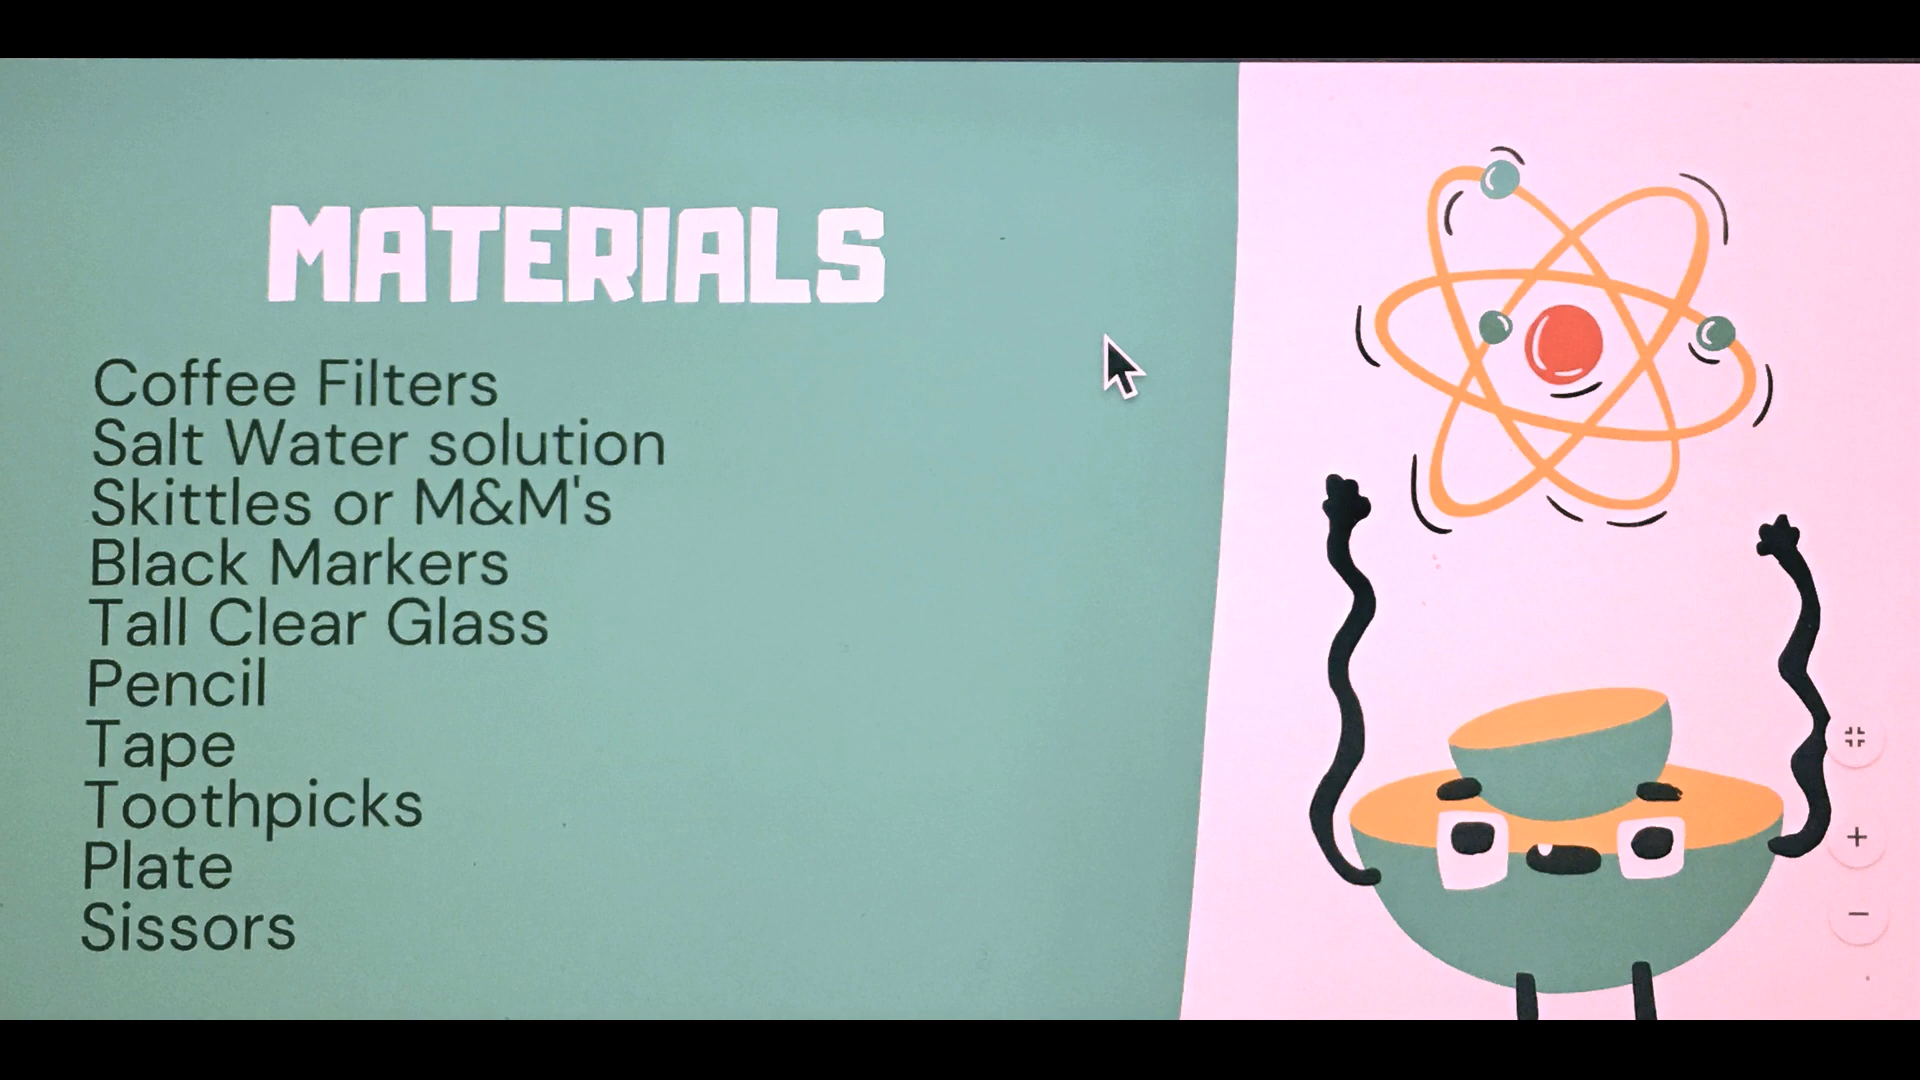 MATERIALS
Coffee Filters
Salt Water solution
Skittles or M&M's
Black Markers
Tall Clear Glass
Pencil
Tape
Toothpicks
Plate
Sissors